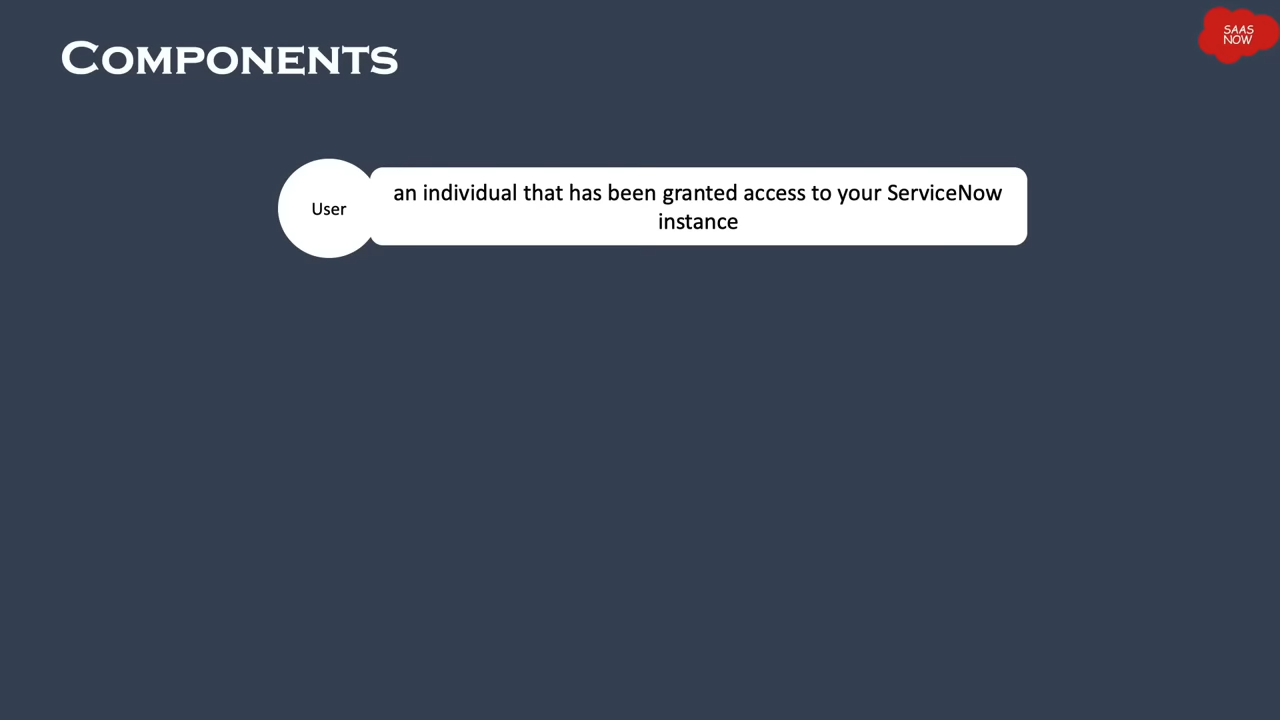 COMPONENTS
SAAS
NOW
User
an individual that has been granted access to your ServiceNow
instance